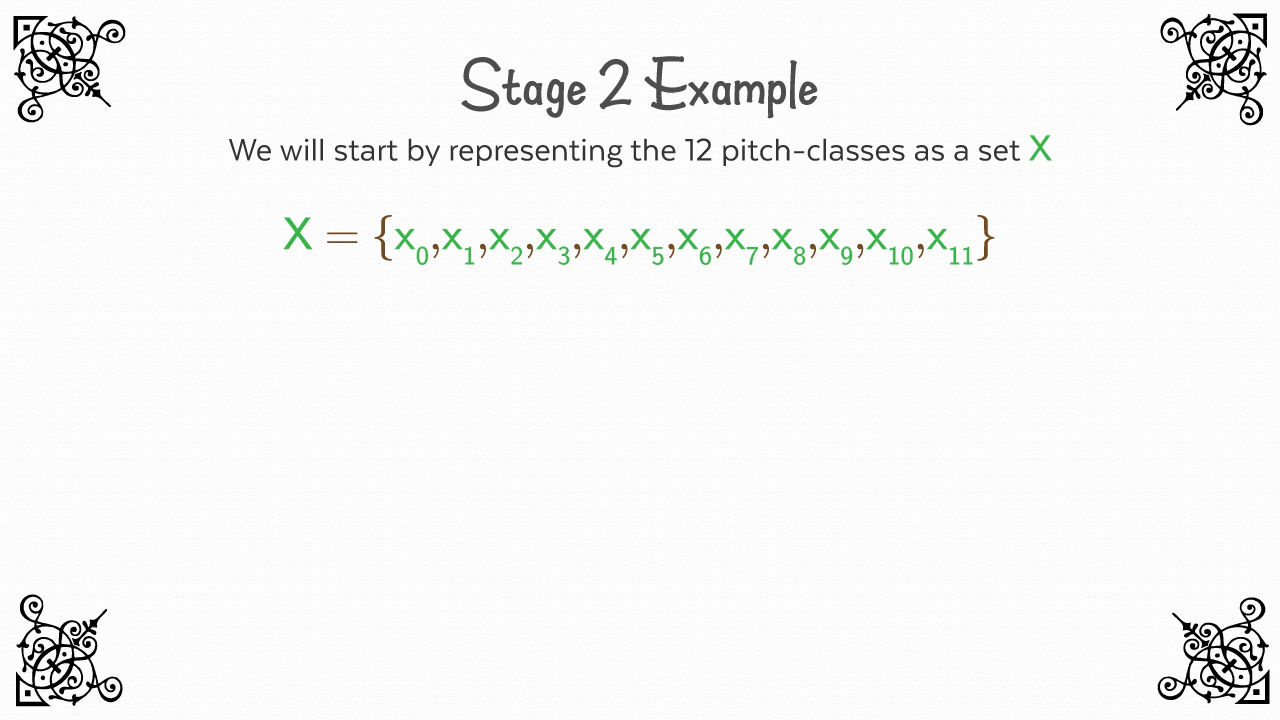 Stage 2 Example
We will start by representing the 12 pitch-classes as a set X
X = {x₀,x₁,x₂,x₃,x₄,x₅,x₆,x₇,x₈,x₉,x₁₀,x₁₁}